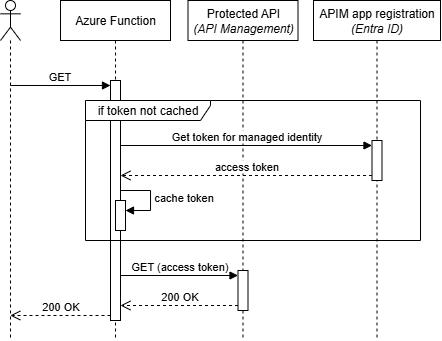 Azure Function
Protected API
(API Management)
APIM app registration
(Entra ID)
GET
if token not cached
Get token for managed identity
access token
cache token
GET (access token)
200 OK
200 OK